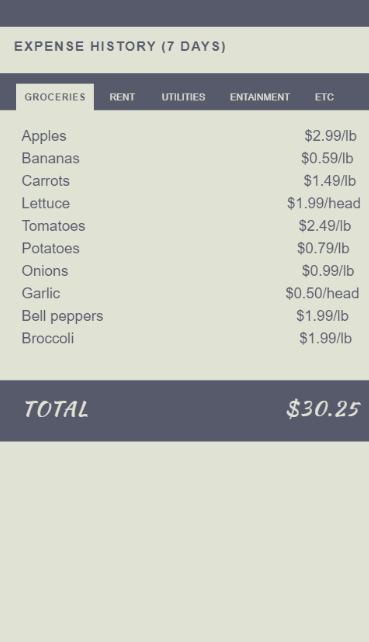 EXPENSE HISTORY (7 DAYS)
GROCERIES RENT UTILITIES ENTAINMENT ETC
Apples $2.99/lb
Bananas $0.59/lb
Carrots $1.49/lb
Lettuce $1.99/head
Tomatoes $2.49/lb
Potatoes $0.79/lb
Onions $0.99/lb
Garlic $0.50/head
Bell peppers $1.99/lb
Broccoli $1.99/lb
TOTAL $30.25